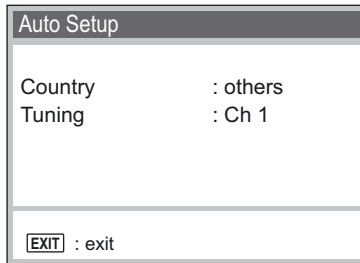 Auto Setup
Country : others
Tuning : Ch 1
EXIT : exit